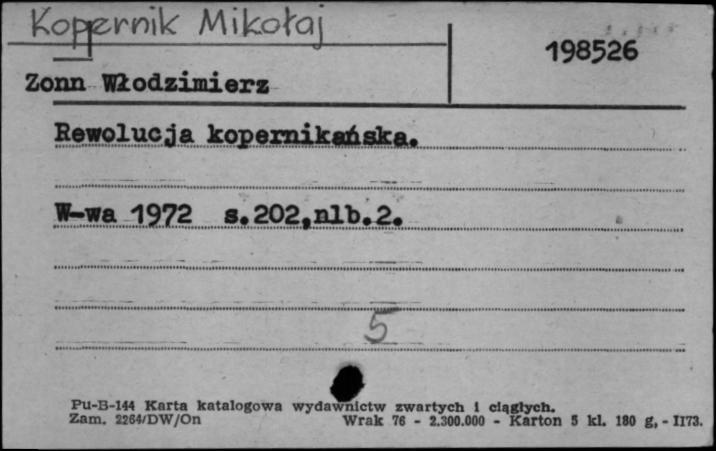 Kopernik Mikołaj
198526
Zonn Włodzimierz
Rewolucja kopernikańska.
W-wa 1972 s.202,nlb.2.
5
Pu-B-144 Karta katalogowa wydawnictw zwartych i ciągłych.
Zam. 2264/DW/On Wrak 76 - 2.300.000 - Karton 5 kl. 180 g, - II73.